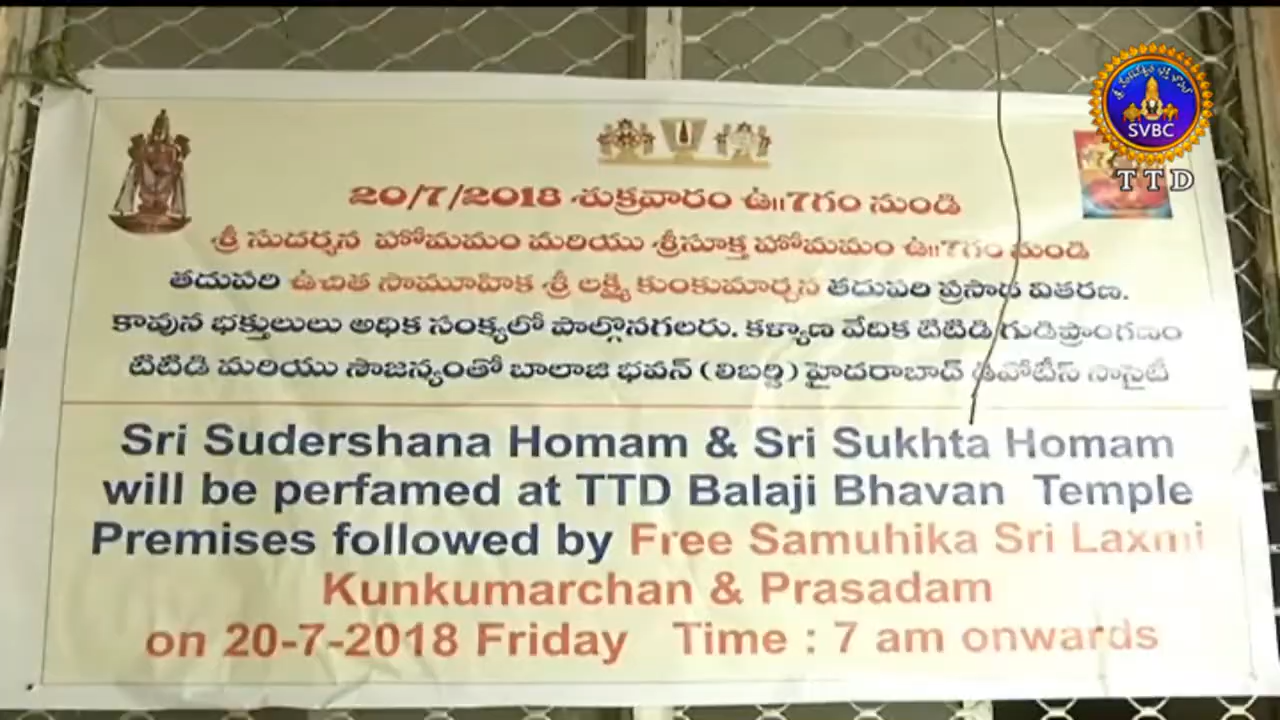 SVBC
TTD
20/7/2018 శుక్రవారం ఉ॥7గం నుండి
శ్రీ సుదర్శన హోమమం మరియు శ్రీసూక్త హోమమం ఉ॥7గం నుండి
తదుపరి ఉచిత సామూహిక శ్రీ లక్ష్మి కుంకుమార్చన తదుపరి ప్రసాద వితరణ.
కావున భక్తులులు అధిక సంక్యలో పాల్గొనగలరు. కళ్యాణ వేదిక టిటిడి గుడిప్రాంగణం
టిటిడి మరియు సౌజన్యంతో బాలాజి భవన్ (లిబర్టి) హైదరాబాద్ డివోటీస్ సొసైటీ
Sri Sudershana Homam & Sri Sukhta Homam
will be perfamed at TTD Balaji Bhavan Temple
Premises followed by Free Samuhika Sri Laxmi
Kunkumarchan & Prasadam
on 20-7-2018 Friday Time : 7 am onwards